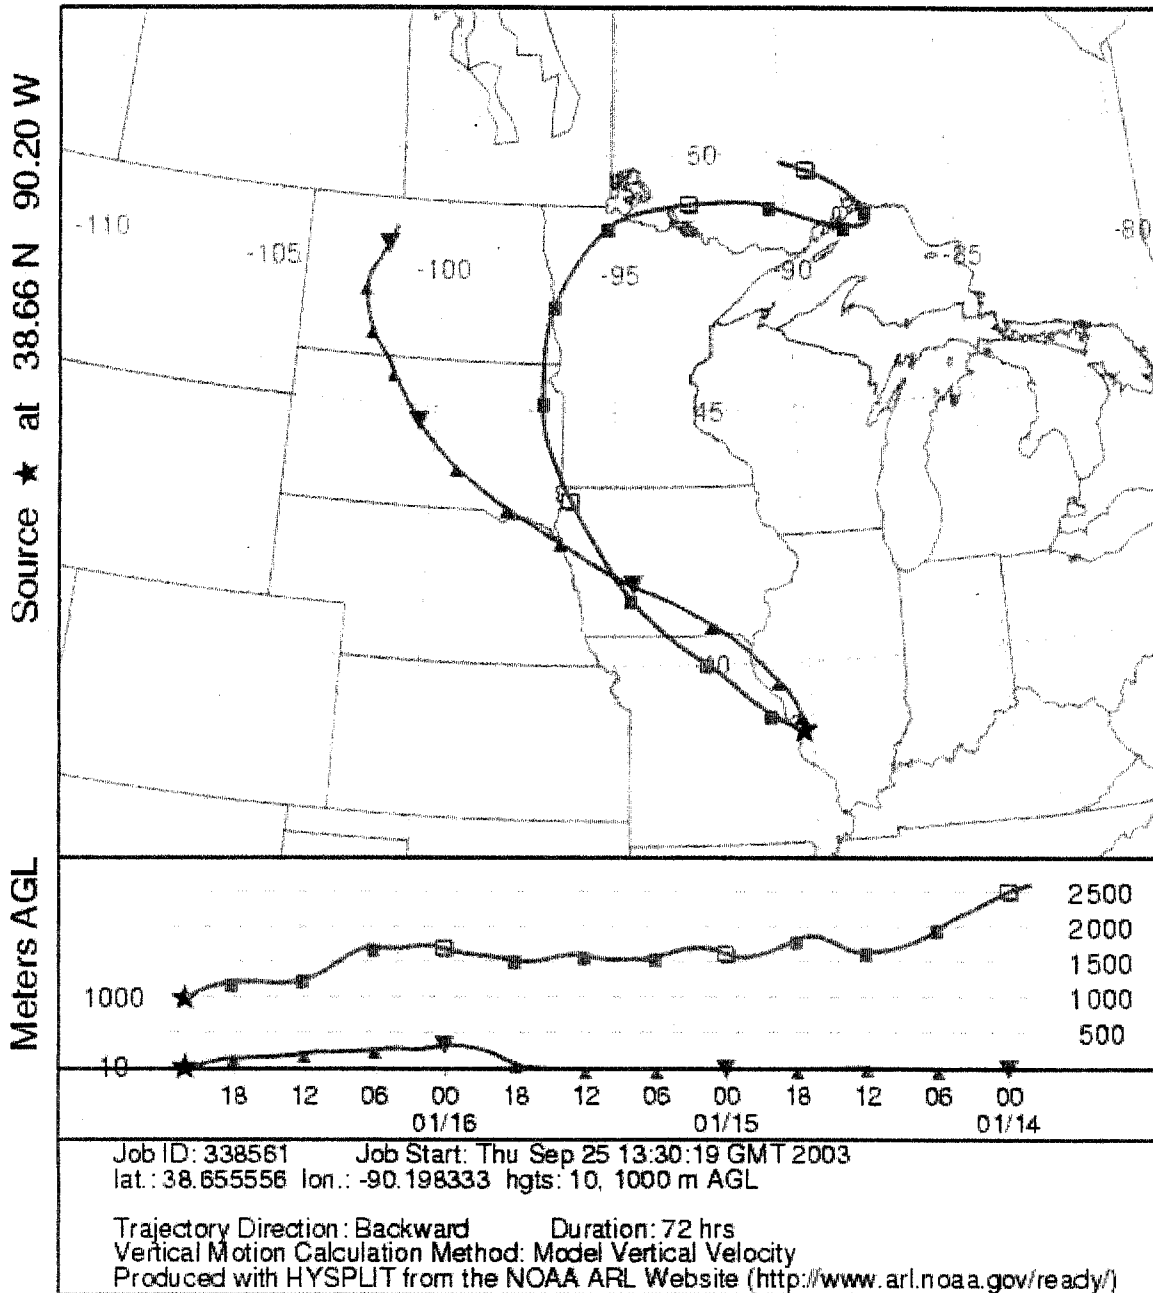 Source ★ at 38.66 N 90.20 W
50
-110
-105
-100
-95
-90
-85
-80
45
40
Meters AGL
2500
2000
1500
1000
1000
500
10
18 12 06 00 18 12 06 00 18 12 06 00
01/16 01/15 01/14
Job ID: 338561 Job Start: Thu Sep 25 13:30:19 GMT 2003
lat.: 38.655556 lon.: -90.198333 hgts: 10, 1000 m AGL
Trajectory Direction: Backward Duration: 72 hrs
Vertical Motion Calculation Method: Model Vertical Velocity
Produced with HYSPLIT from the NOAA ARL Website (http://www.arl.noaa.gov/ready/)